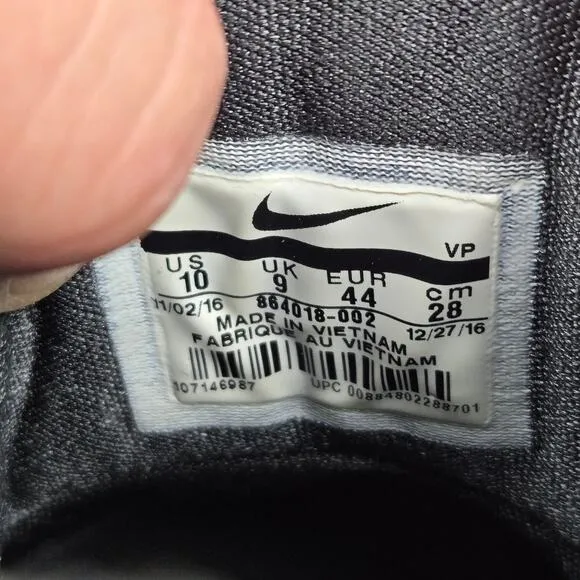 VP
US UK EUR cm
10 9 44 28
11/02/16 864018-002 12/27/16
MADE IN VIETNAM
FABRIQUE AU VIETNAM
107146987 UPC 00884802288701